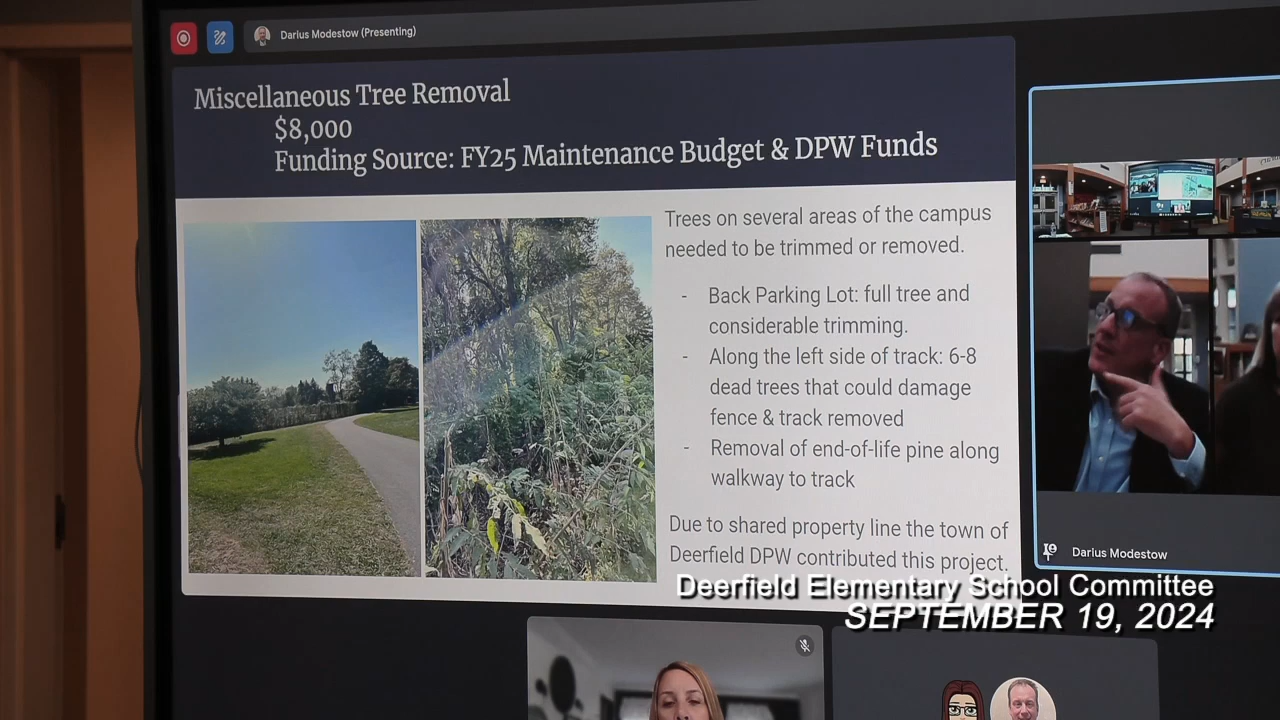 Darius Modestow (Presenting)
Miscellaneous Tree Removal
$8,000
Funding Source: FY25 Maintenance Budget & DPW Funds
Trees on several areas of the campus
needed to be trimmed or removed.
- Back Parking Lot: full tree and
considerable trimming.
- Along the left side of track: 6-8
dead trees that could damage
fence & track removed
- Removal of end-of-life pine along
walkway to track
Due to shared property line the town of
Deerfield DPW contributed this project.
Darius Modestow
Deerfield Elementary School Committee
SEPTEMBER 19, 2024